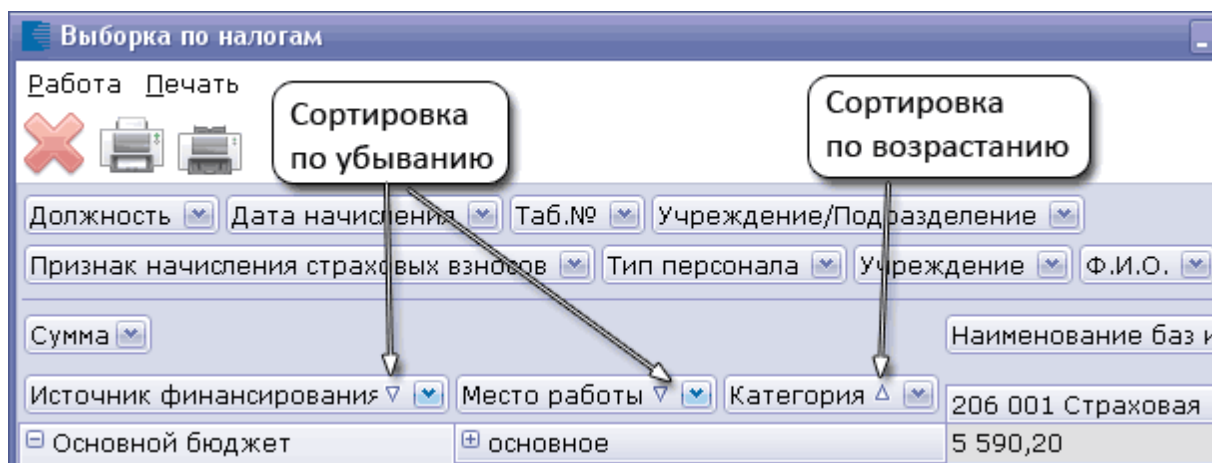 Выборка по налогам
Работа Печать
Сортировка
по убыванию
Сортировка
по возрастанию
Должность Дата начисления Таб.№ Учреждение/Подразделение
Признак начисления страховых взносов Тип персонала Учреждение Ф.И.О.
Сумма Наименование баз и
Источник финансирования Место работы Категория
206 001 Страховая
Основной бюджет основное 5 590,20